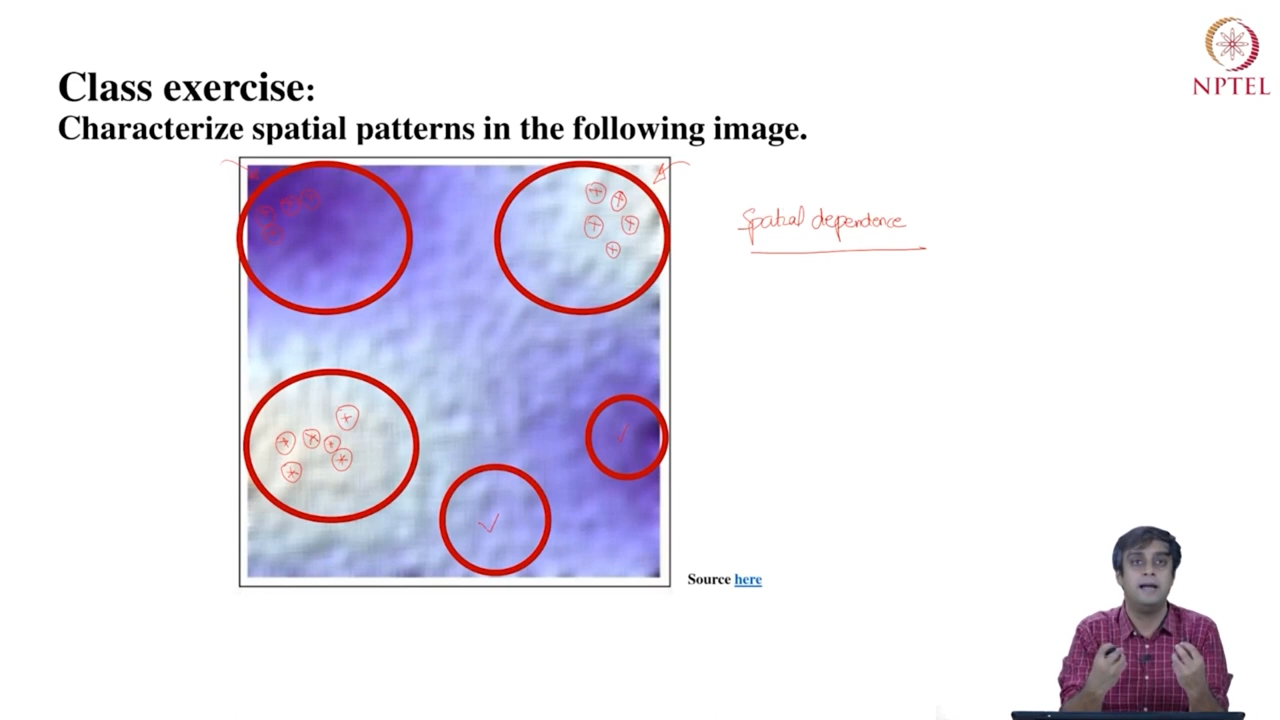 NPTEL
Class exercise:
Characterize spatial patterns in the following image.
Spatial dependence
Source here